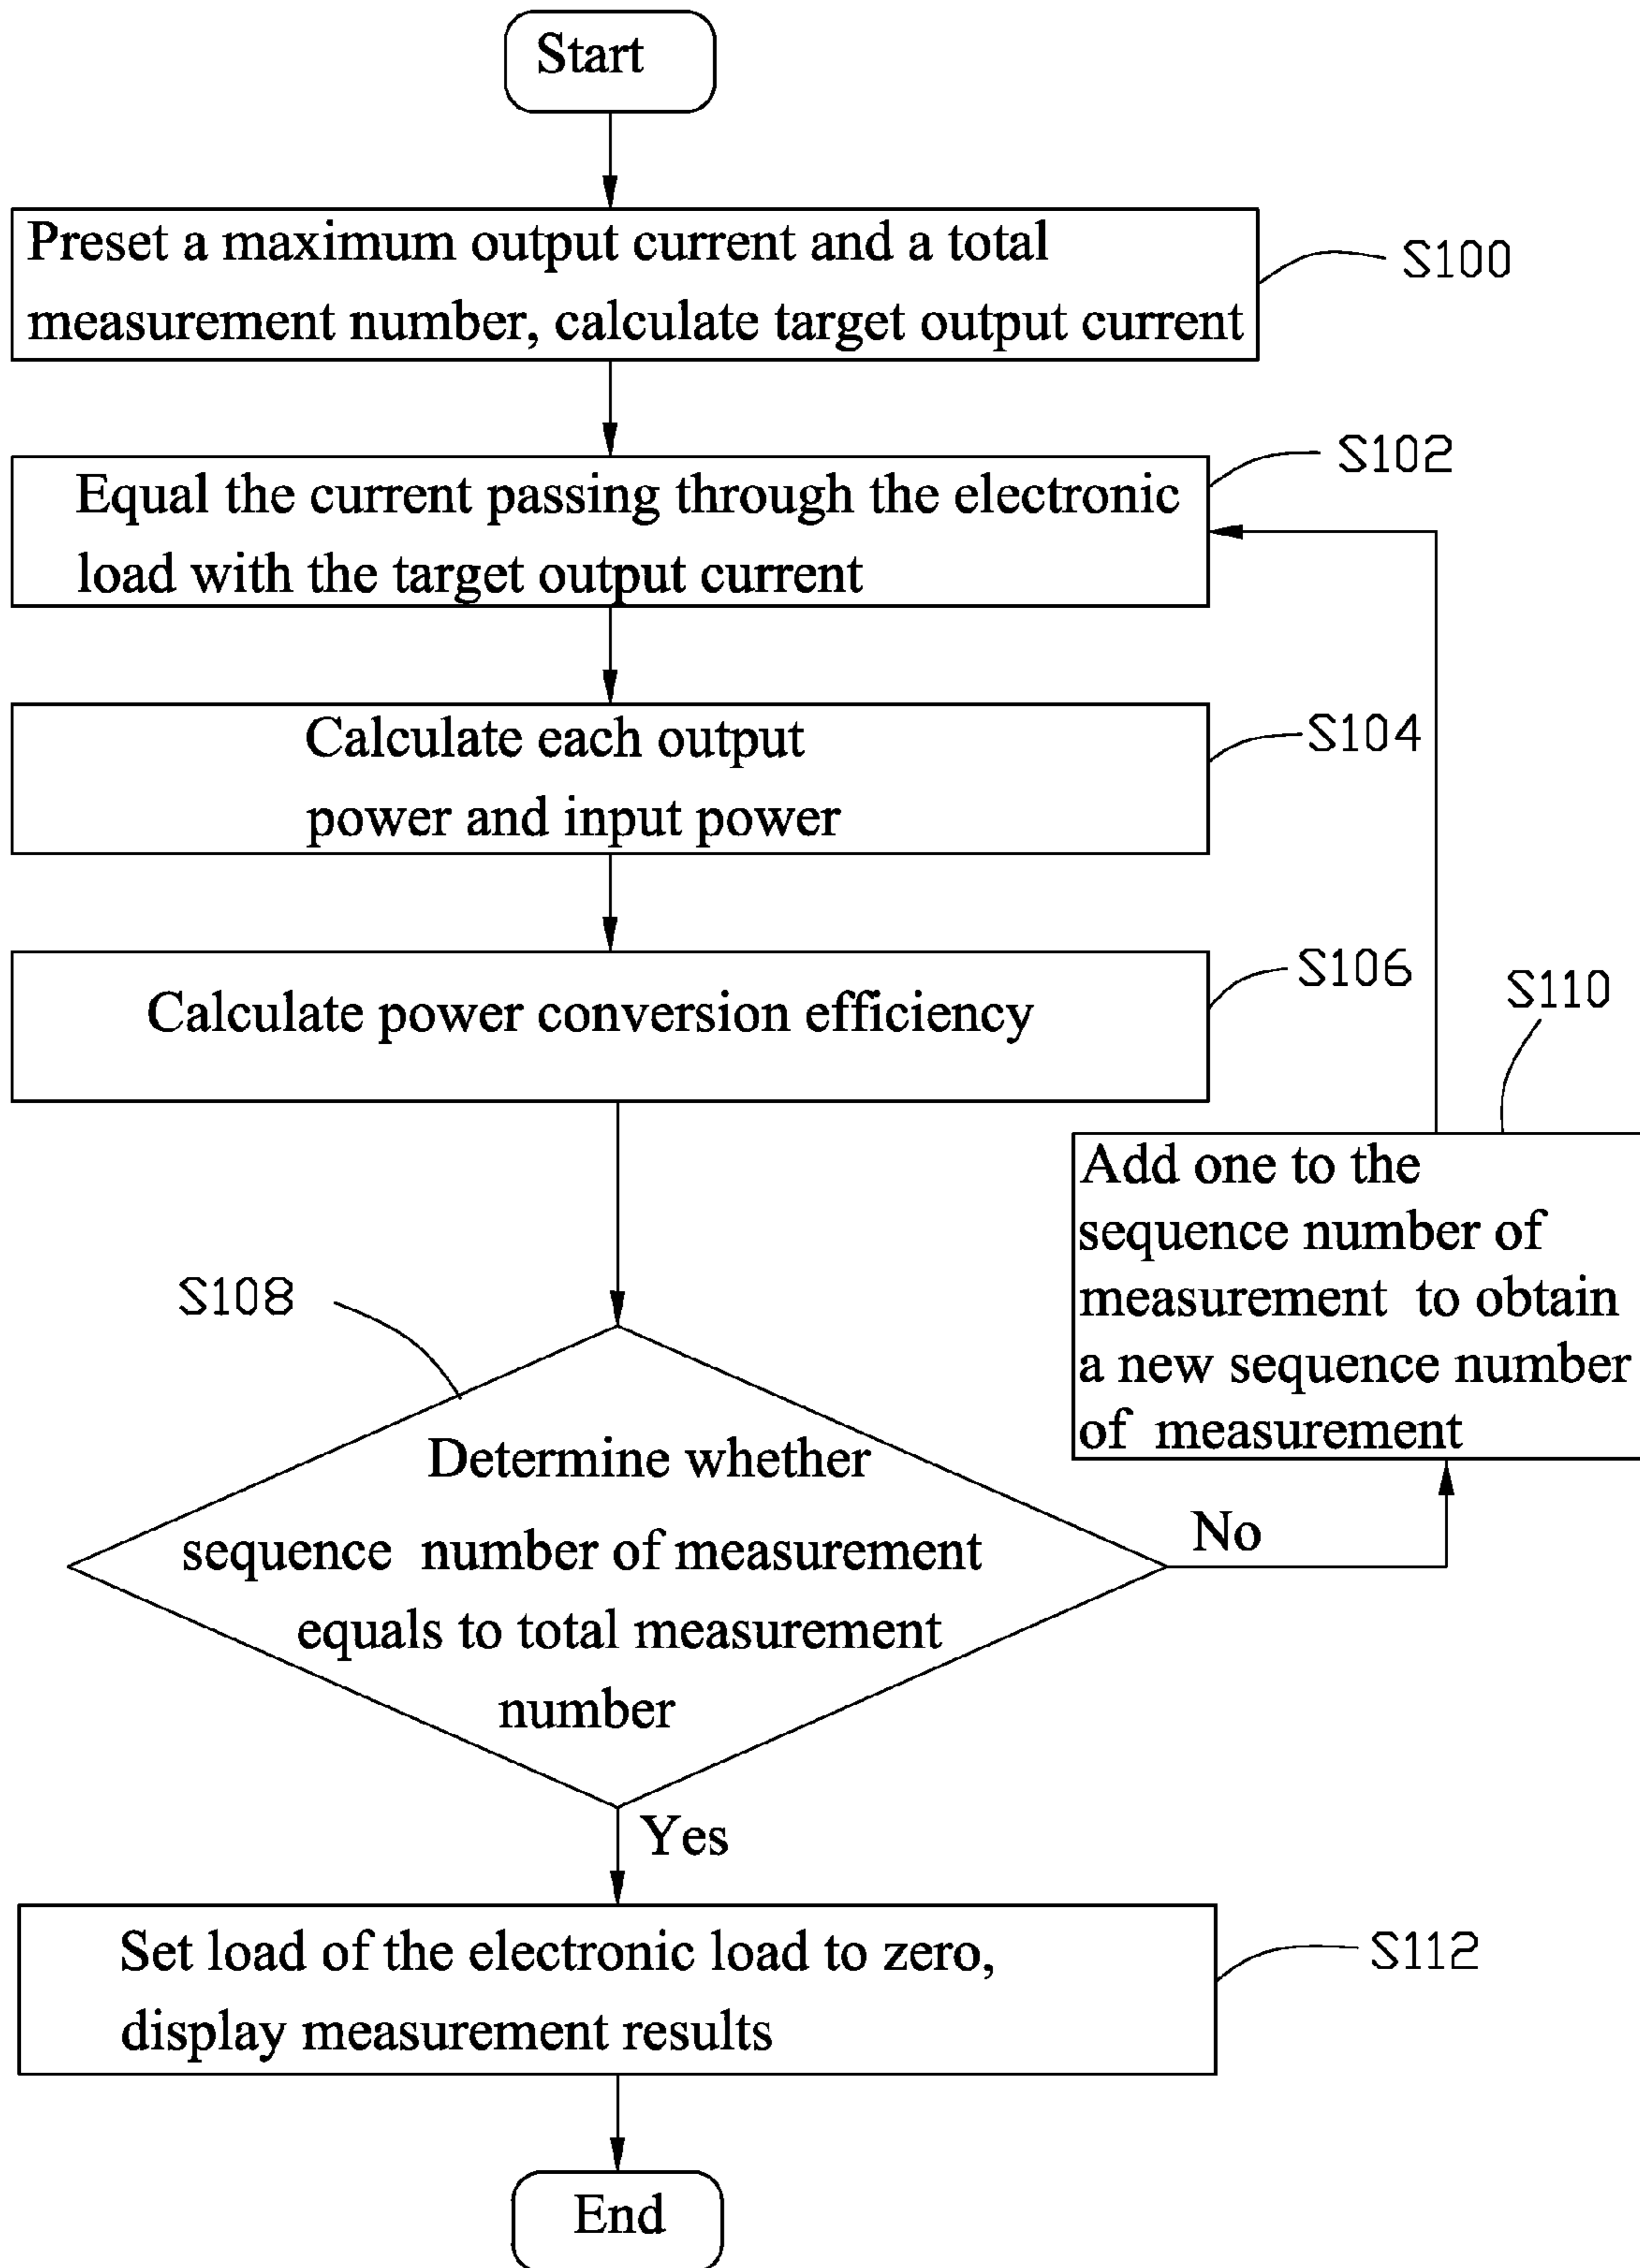 Start
Preset a maximum output current and a total
measurement number, calculate target output current
S100
Equal the current passing through the electronic
load with the target output current
S102
Calculate each output
power and input power
S104
Calculate power conversion efficiency
S106
S110
Add one to the
sequence number of
measurement to obtain
a new sequence number
of measurement
S108
Determine whether
sequence number of measurement
equals to total measurement
number
No
Yes
Set load of the electronic load to zero,
display measurement results
S112
End